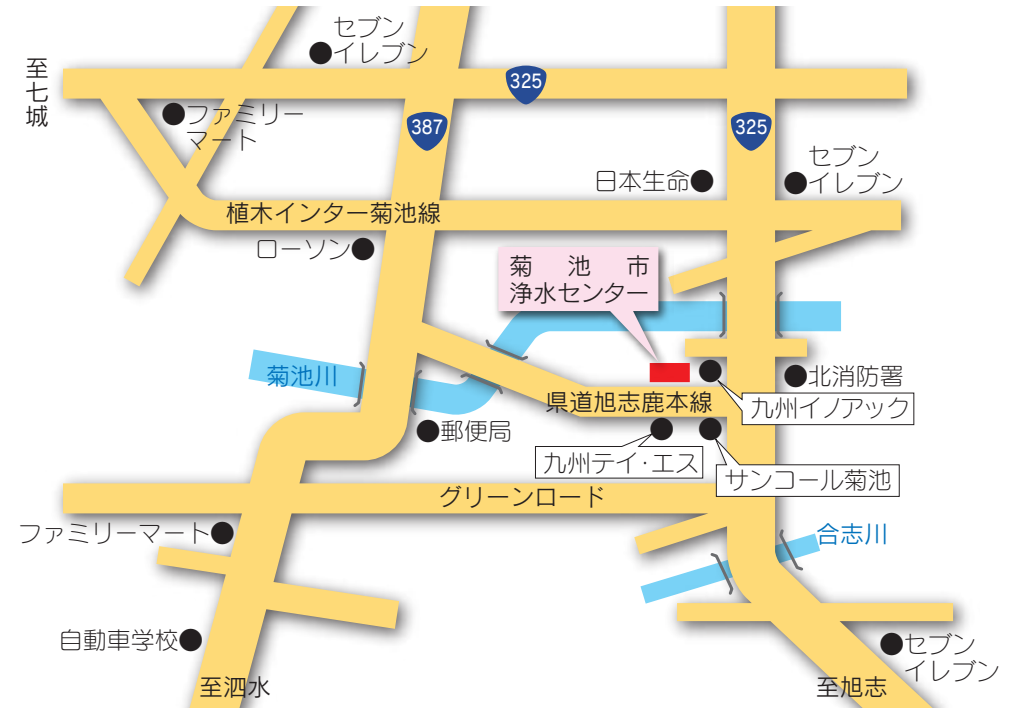 セブン
イレブン
至七城
325
ファミリー
マート
387
325
日本生命
セブン
イレブン
植木インター菊池線
ローソン
菊池市
浄水センター
菊池川
北消防署
県道旭志鹿本線
九州イノアック
郵便局
九州テイ・エス
サンコール菊池
グリーンロード
ファミリーマート
合志川
自動車学校
セブン
イレブン
至泗水
至旭志